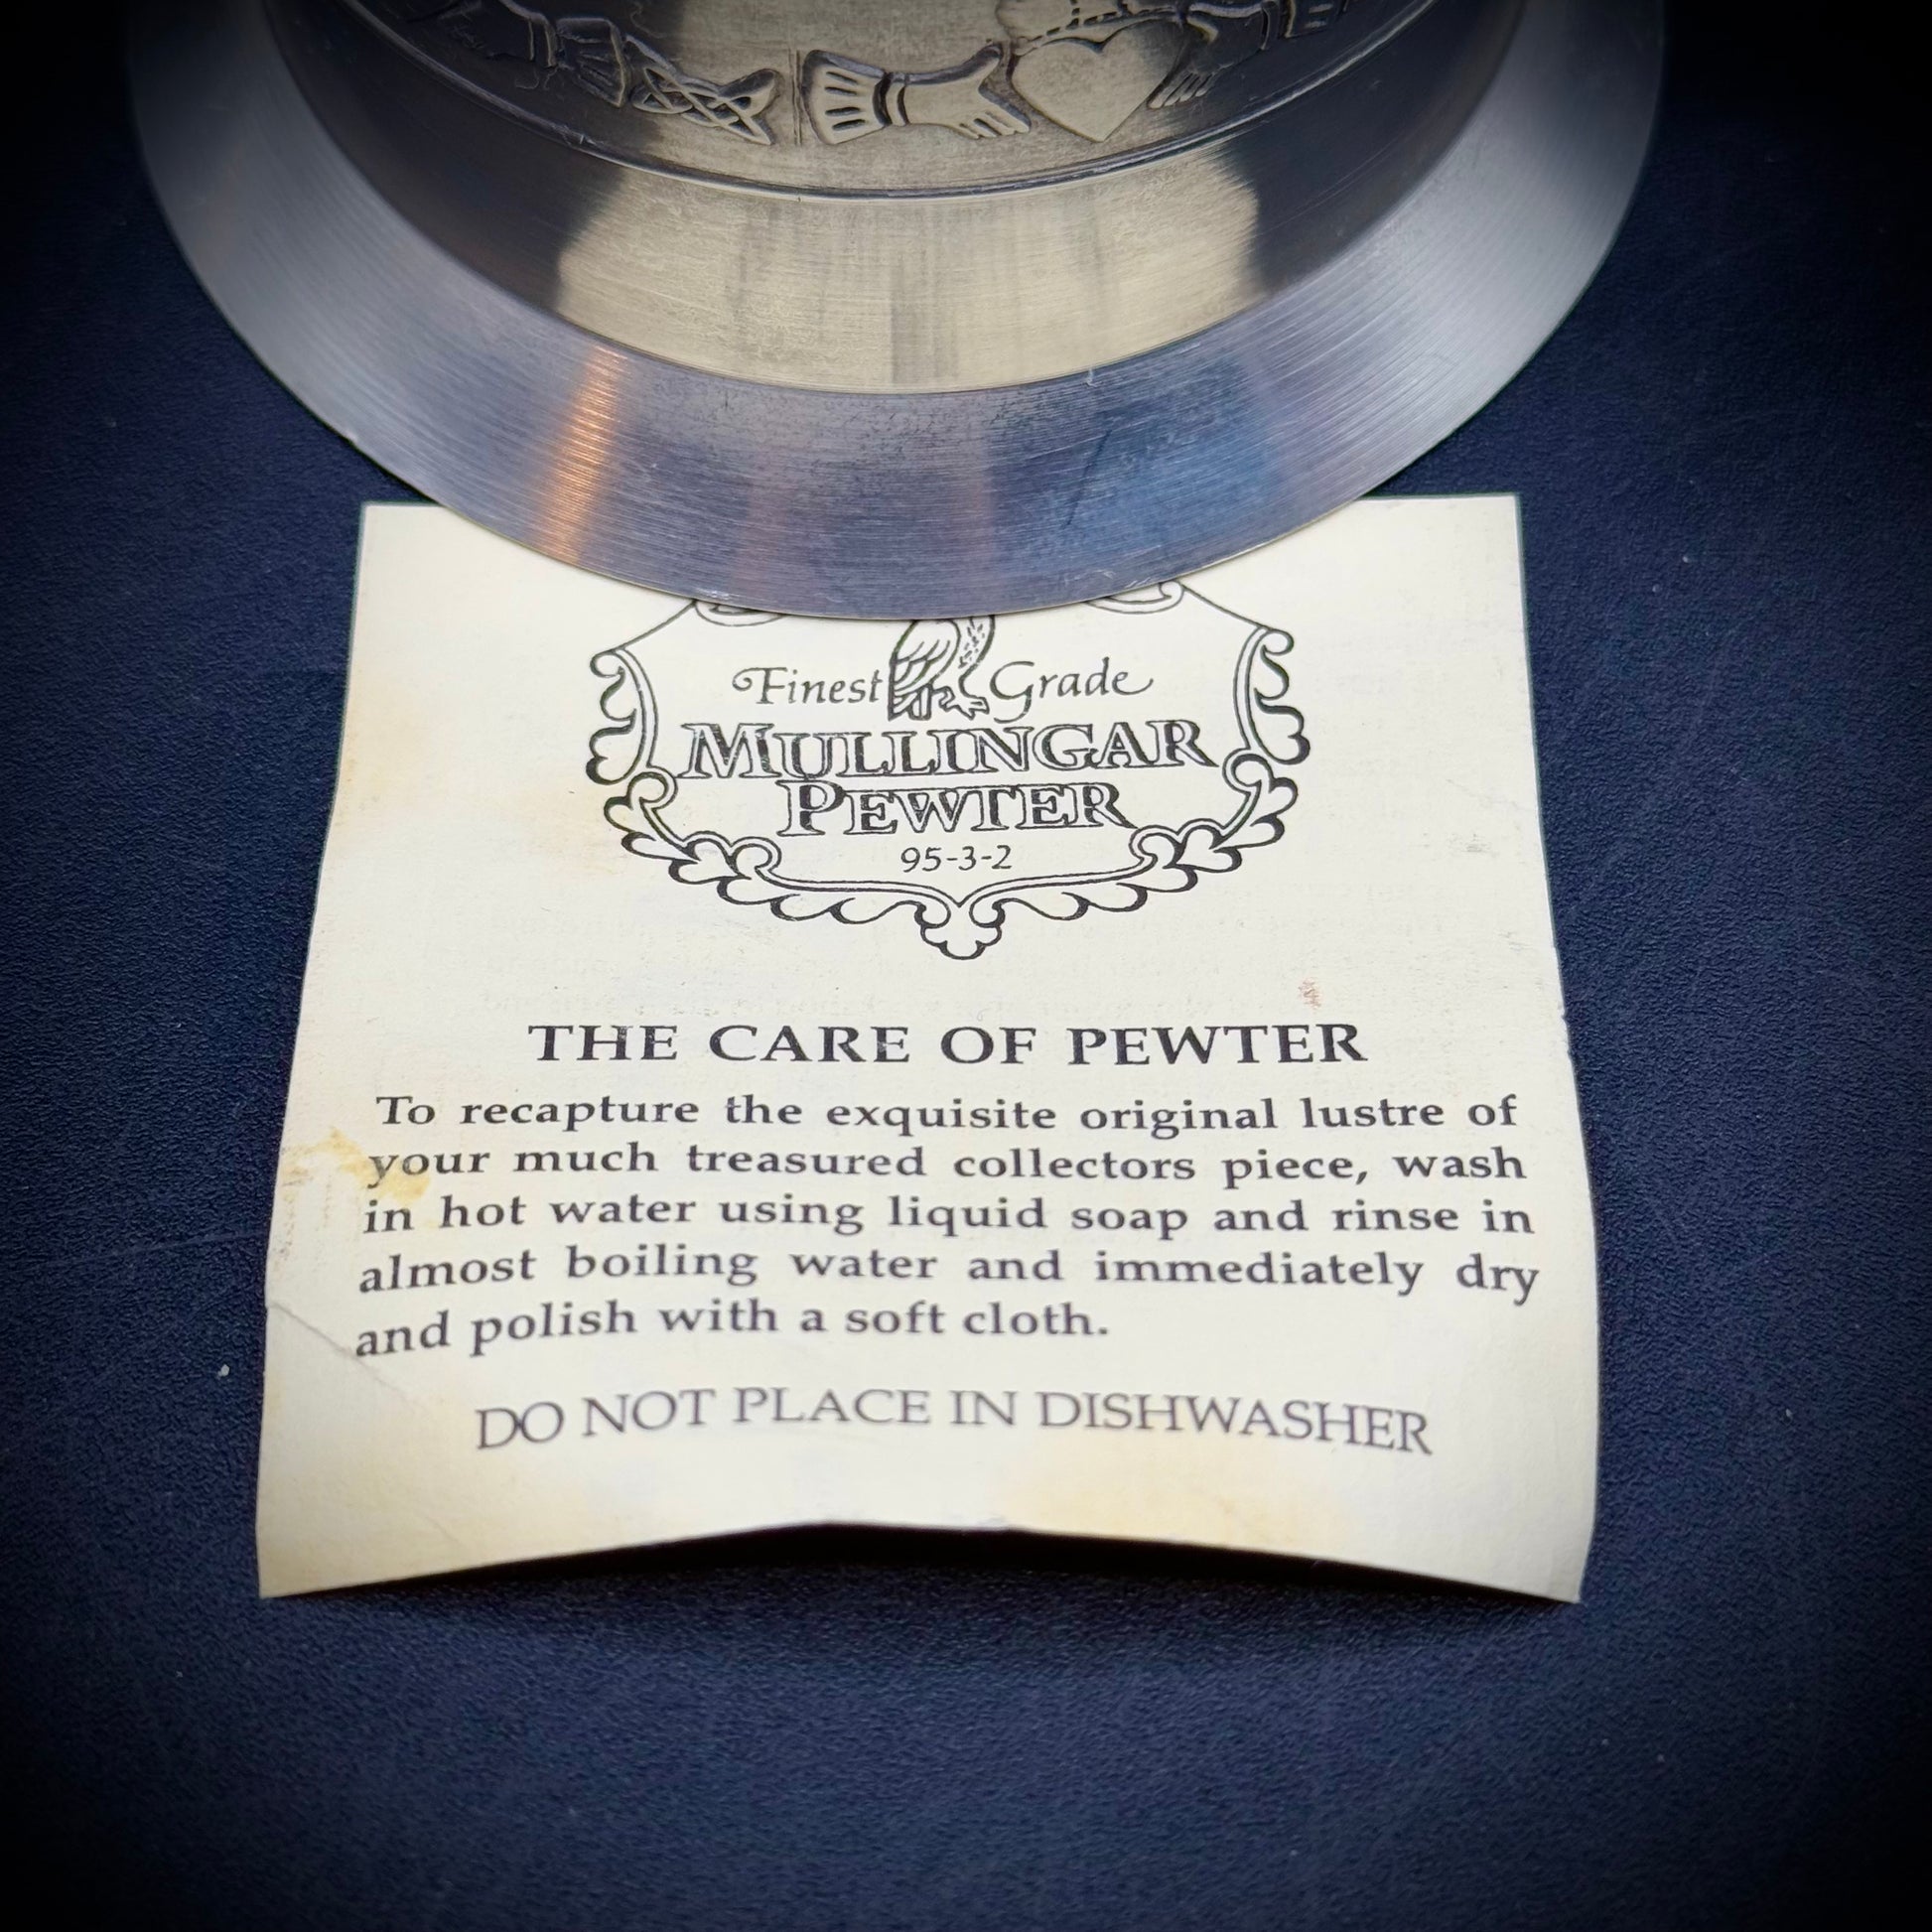 Finest Grade
MULLINGAR
PEWTER
95-3-2
THE CARE OF PEWTER
To recapture the exquisite original lustre of
your much treasured collectors piece, wash
in hot water using liquid soap and rinse in
almost boiling water and immediately dry
and polish with a soft cloth.
DO NOT PLACE IN DISHWASHER